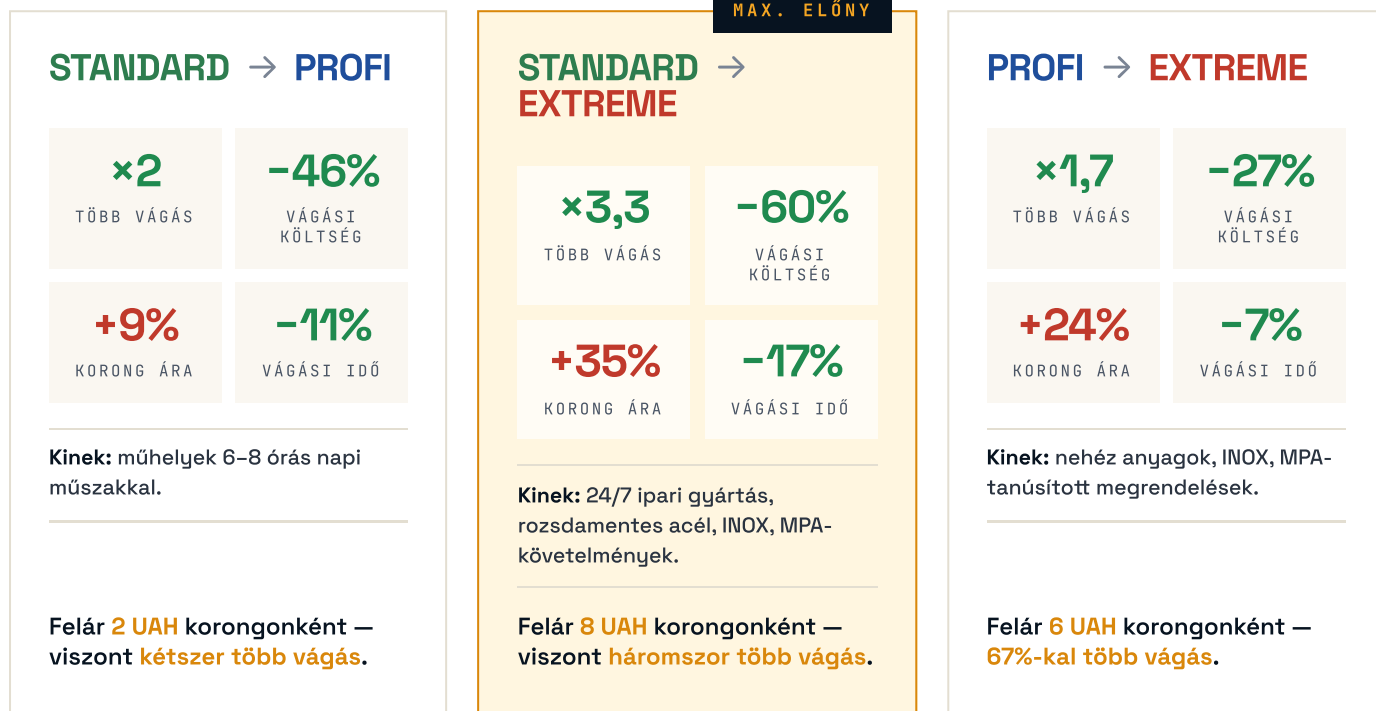 STANDARD → PROFI
×2
TÖBB VÁGÁS
−46%
VÁGÁSI
KÖLTSÉG
+9%
KORONG ÁRA
−11%
VÁGÁSI IDŐ
Kinek: műhelyek 6–8 órás napi
műszakkal.
Felár 2 UAH korongonként —
viszont kétszer több vágás.
MAX. ELŐNY
STANDARD →
EXTREME
×3,3
TÖBB VÁGÁS
−60%
VÁGÁSI
KÖLTSÉG
+35%
KORONG ÁRA
−17%
VÁGÁSI IDŐ
Kinek: 24/7 ipari gyártás,
rozsdamentes acél, INOX, MPA-
követelmények.
Felár 8 UAH korongonként —
viszont háromszor több vágás.
PROFI → EXTREME
×1,7
TÖBB VÁGÁS
−27%
VÁGÁSI
KÖLTSÉG
+24%
KORONG ÁRA
−7%
VÁGÁSI IDŐ
Kinek: nehéz anyagok, INOX, MPA-
tanúsított megrendelések.
Felár 6 UAH korongonként —
67%-kal több vágás.